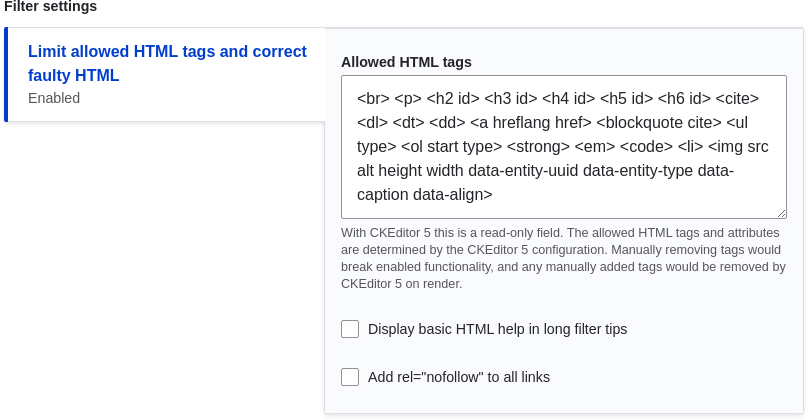 Filter settings
Limit allowed HTML tags and correct
faulty HTML
Enabled
Allowed HTML tags
<br> <p> <h2 id> <h3 id> <h4 id> <h5 id> <h6 id> <cite>
<dl> <dt> <dd> <a hreflang href> <blockquote cite> <ul
type> <ol start type> <strong> <em> <code> <li> <img src
alt height width data-entity-uuid data-entity-type data-
caption data-align>
With CKEditor 5 this is a read-only field. The allowed HTML tags and attributes
are determined by the CKEditor 5 configuration. Manually removing tags would
break enabled functionality, and any manually added tags would be removed by
CKEditor 5 on render.
Display basic HTML help in long filter tips
Add rel="nofollow" to all links